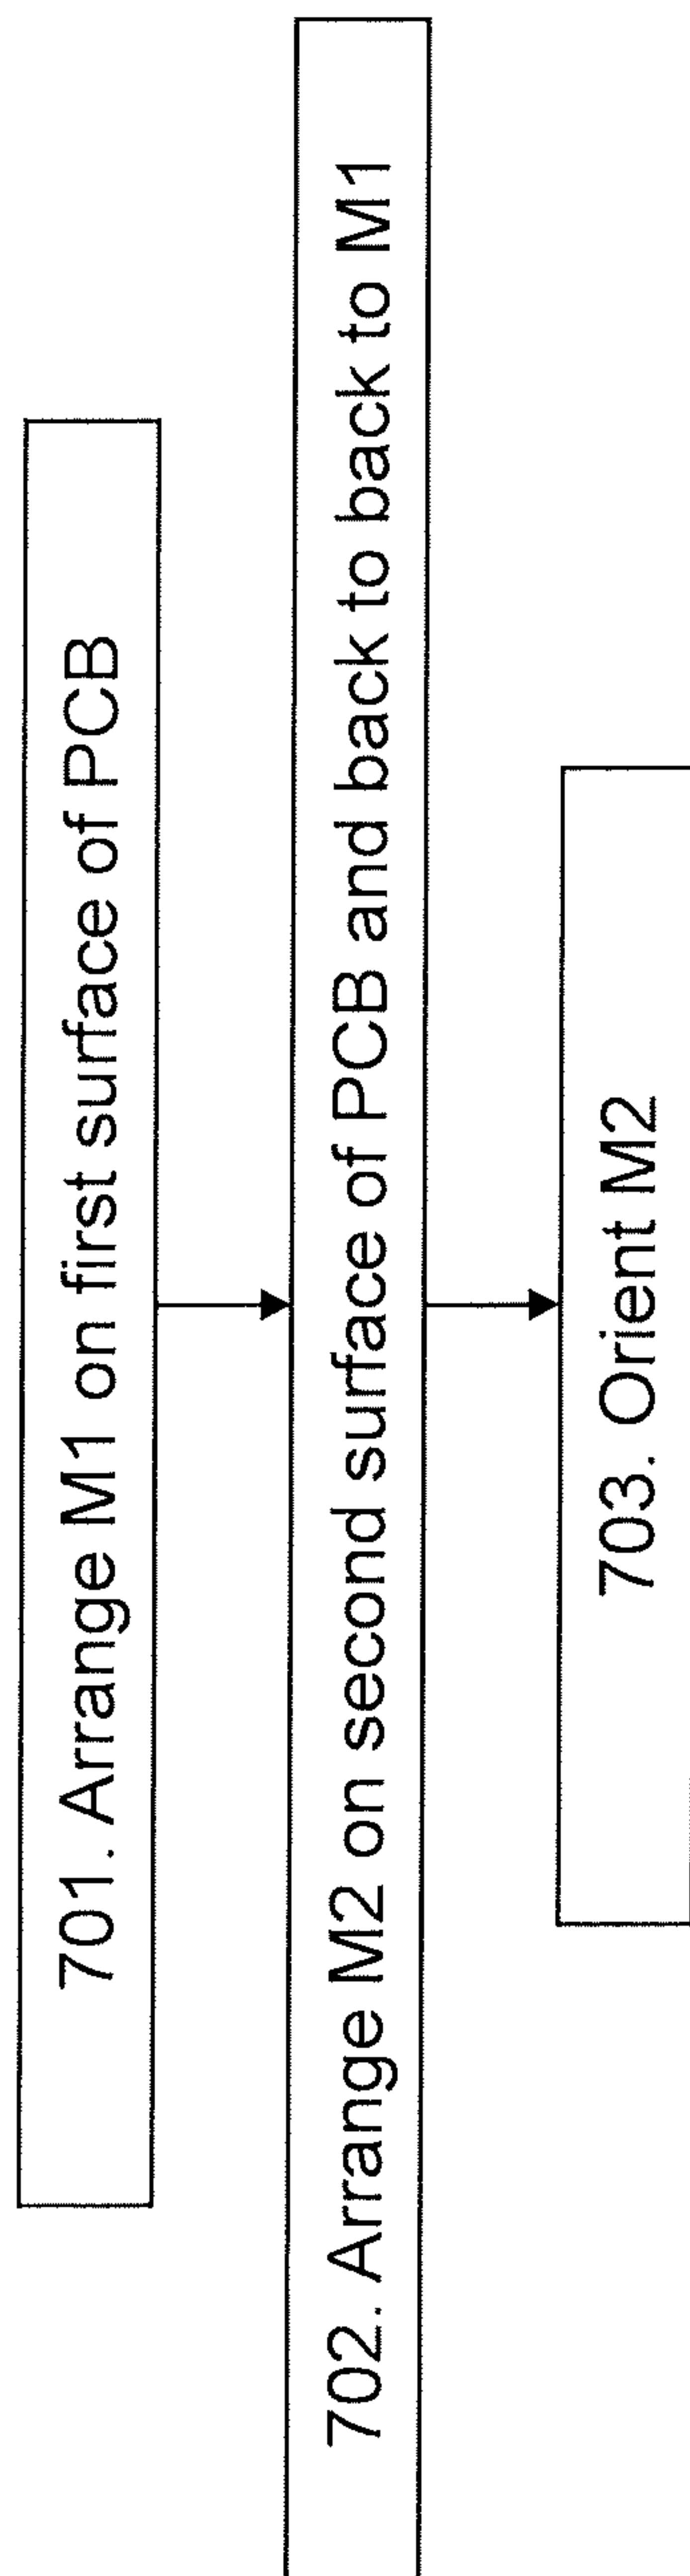 701. Arrange M1 on first surface of PCB
702. Arrange M2 on second surface of PCB and back to back to M1
703. Orient M2